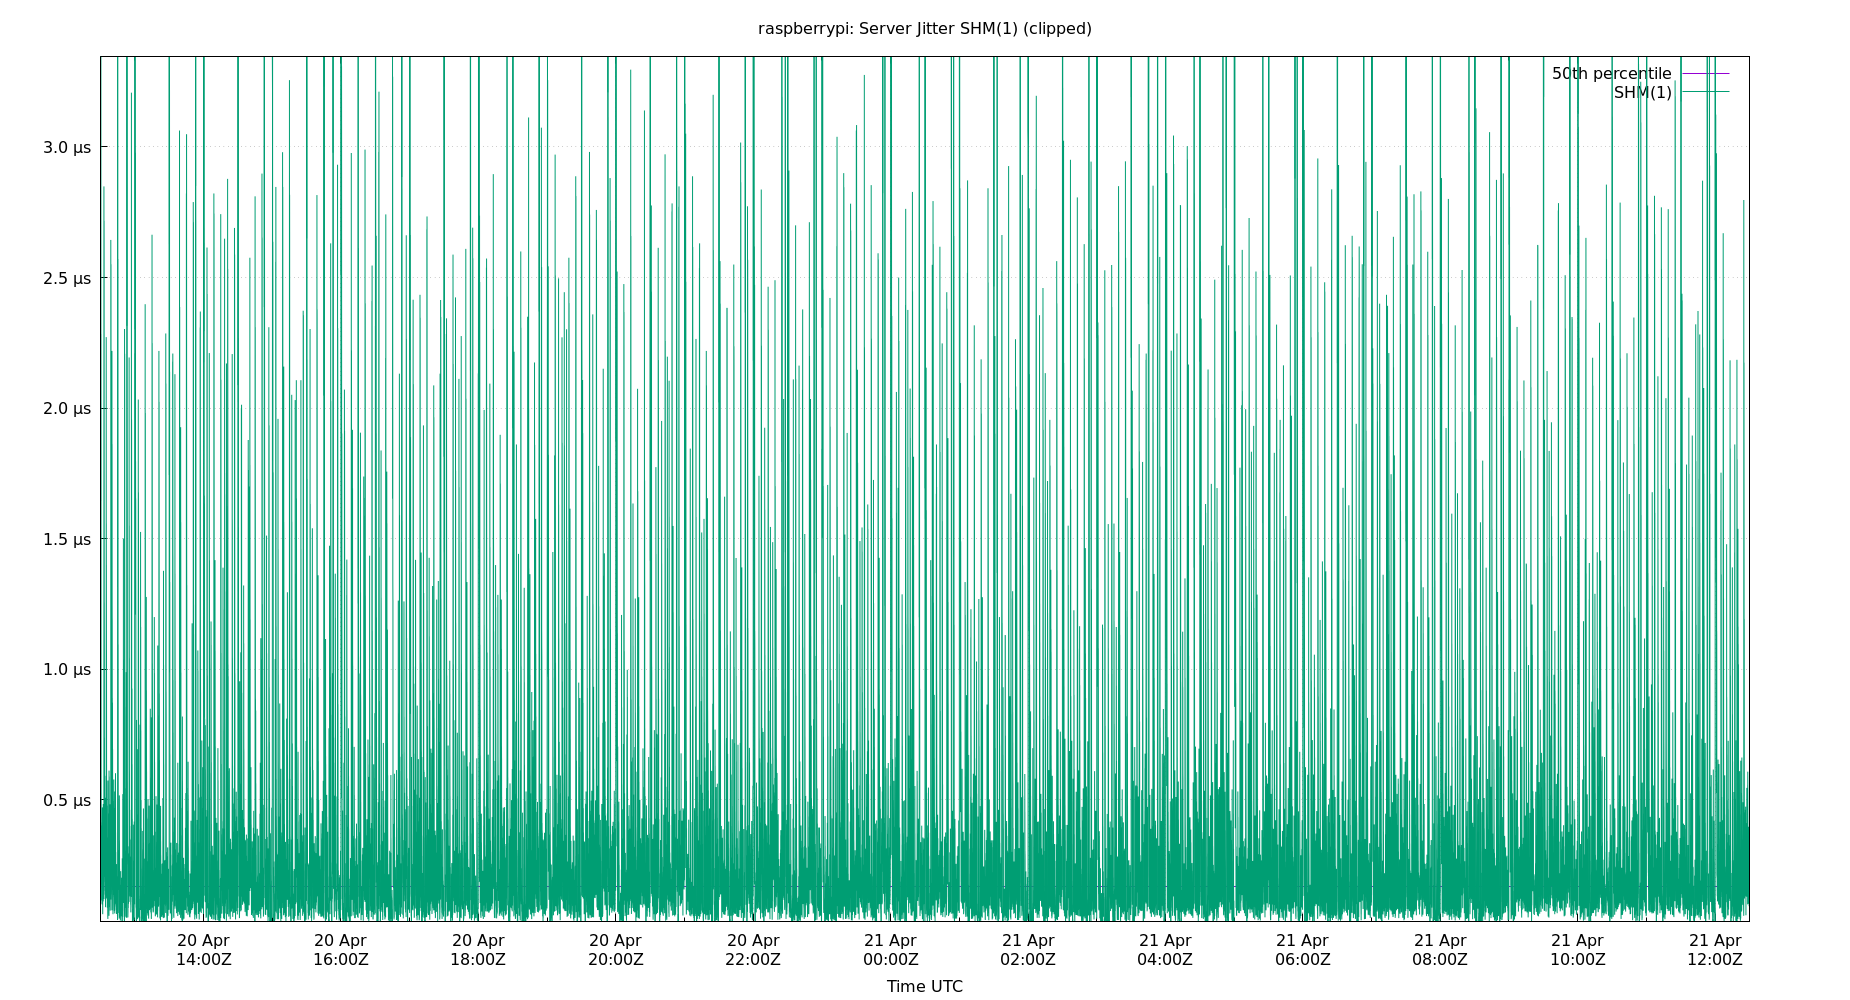 raspberrypi: Server Jitter SHM(1) (clipped)
50th percentile
SHM(1)
3.0 µs
2.5 µs
2.0 µs
1.5 µs
1.0 µs
0.5 µs
20 Apr 20 Apr 20 Apr 20 Apr 20 Apr 21 Apr 21 Apr 21 Apr 21 Apr 21 Apr 21 Apr 21 Apr
14:00Z 16:00Z 18:00Z 20:00Z 22:00Z 00:00Z 02:00Z 04:00Z 06:00Z 08:00Z 10:00Z 12:00Z
Time UTC